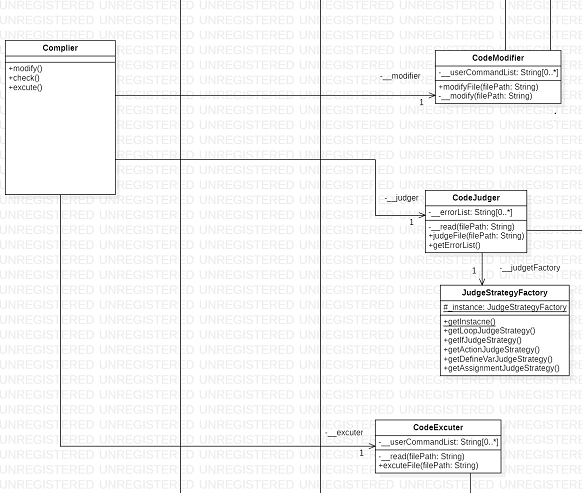 Complier
+modify()
+check()
+excute()
-__modifier
1
CodeModifier
-__userCommandList: String[0..*]
+modifyFile(filePath: String)
-__modify(filePath: String)
-__judger
1
CodeJudger
-__errorList: String[0..*]
-__read(filePath: String)
+judgeFile(filePath: String)
+getErrorList()
1
-__judgetFactory
JudgeStrategyFactory
#_instance: JudgeStrategyFactory
+getInstacne()
+getLoopJudgeStrategy()
+getIfJudgeStrategy()
+getActionJudgeStrategy()
+getDefineVarJudgeStrategy()
+getAssignmentJudgeStrategy()
-__excuter
1
CodeExcuter
-__userCommandList: String[0..*]
-__read(filePath: String)
+excuteFile(filePath: String)
UNREGISTERED